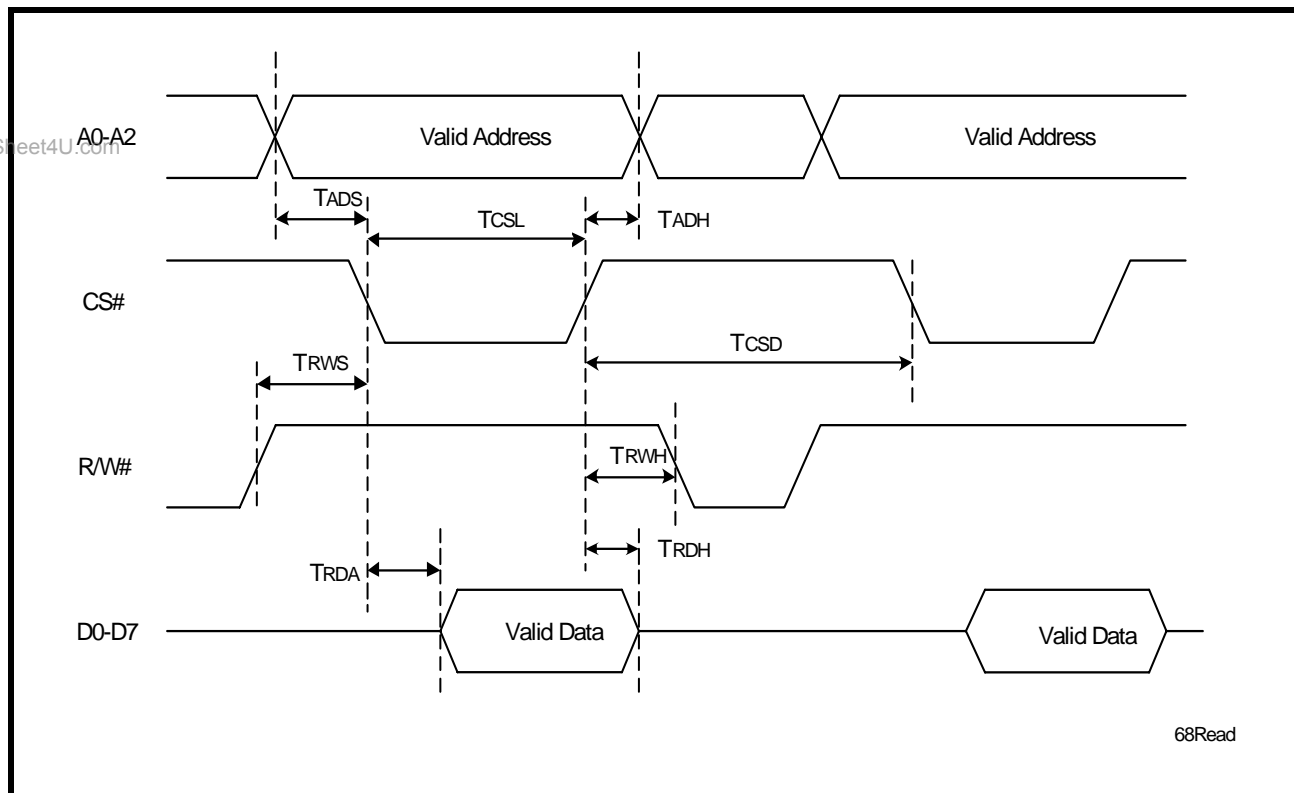 A0-A2
Valid Address
Valid Address
Sheet4U.com
TADS
TCSL
TADH
CS#
TCSD
TRWS
R/W#
TRWH
TRDH
TRDA
D0-D7
Valid Data
Valid Data
68Read